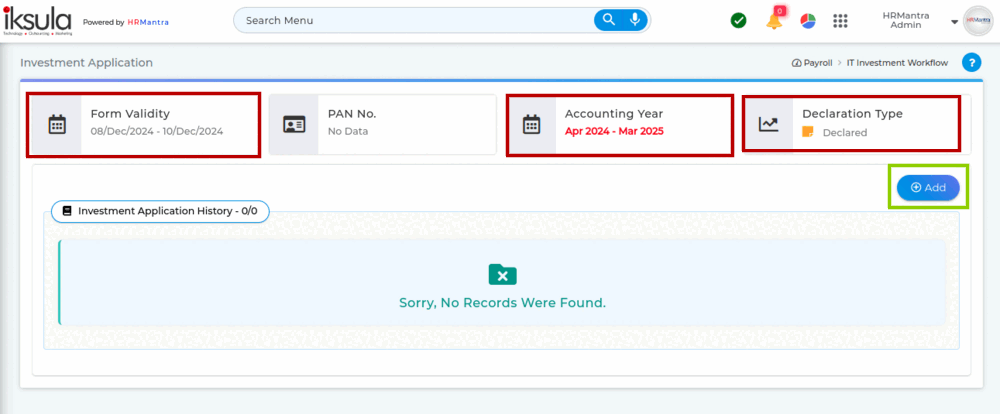 iksula
Technology • Outsourcing • Marketing
Powered by HRMantra
Search Menu
0
HRMantra
Admin
HRMantra
Investment Application
Payroll > IT Investment Workflow
?
Form Validity
08/Dec/2024 - 10/Dec/2024
PAN No.
No Data
Accounting Year
Apr 2024 - Mar 2025
Declaration Type
Declared
Add
Investment Application History - 0/0
Sorry, No Records Were Found.